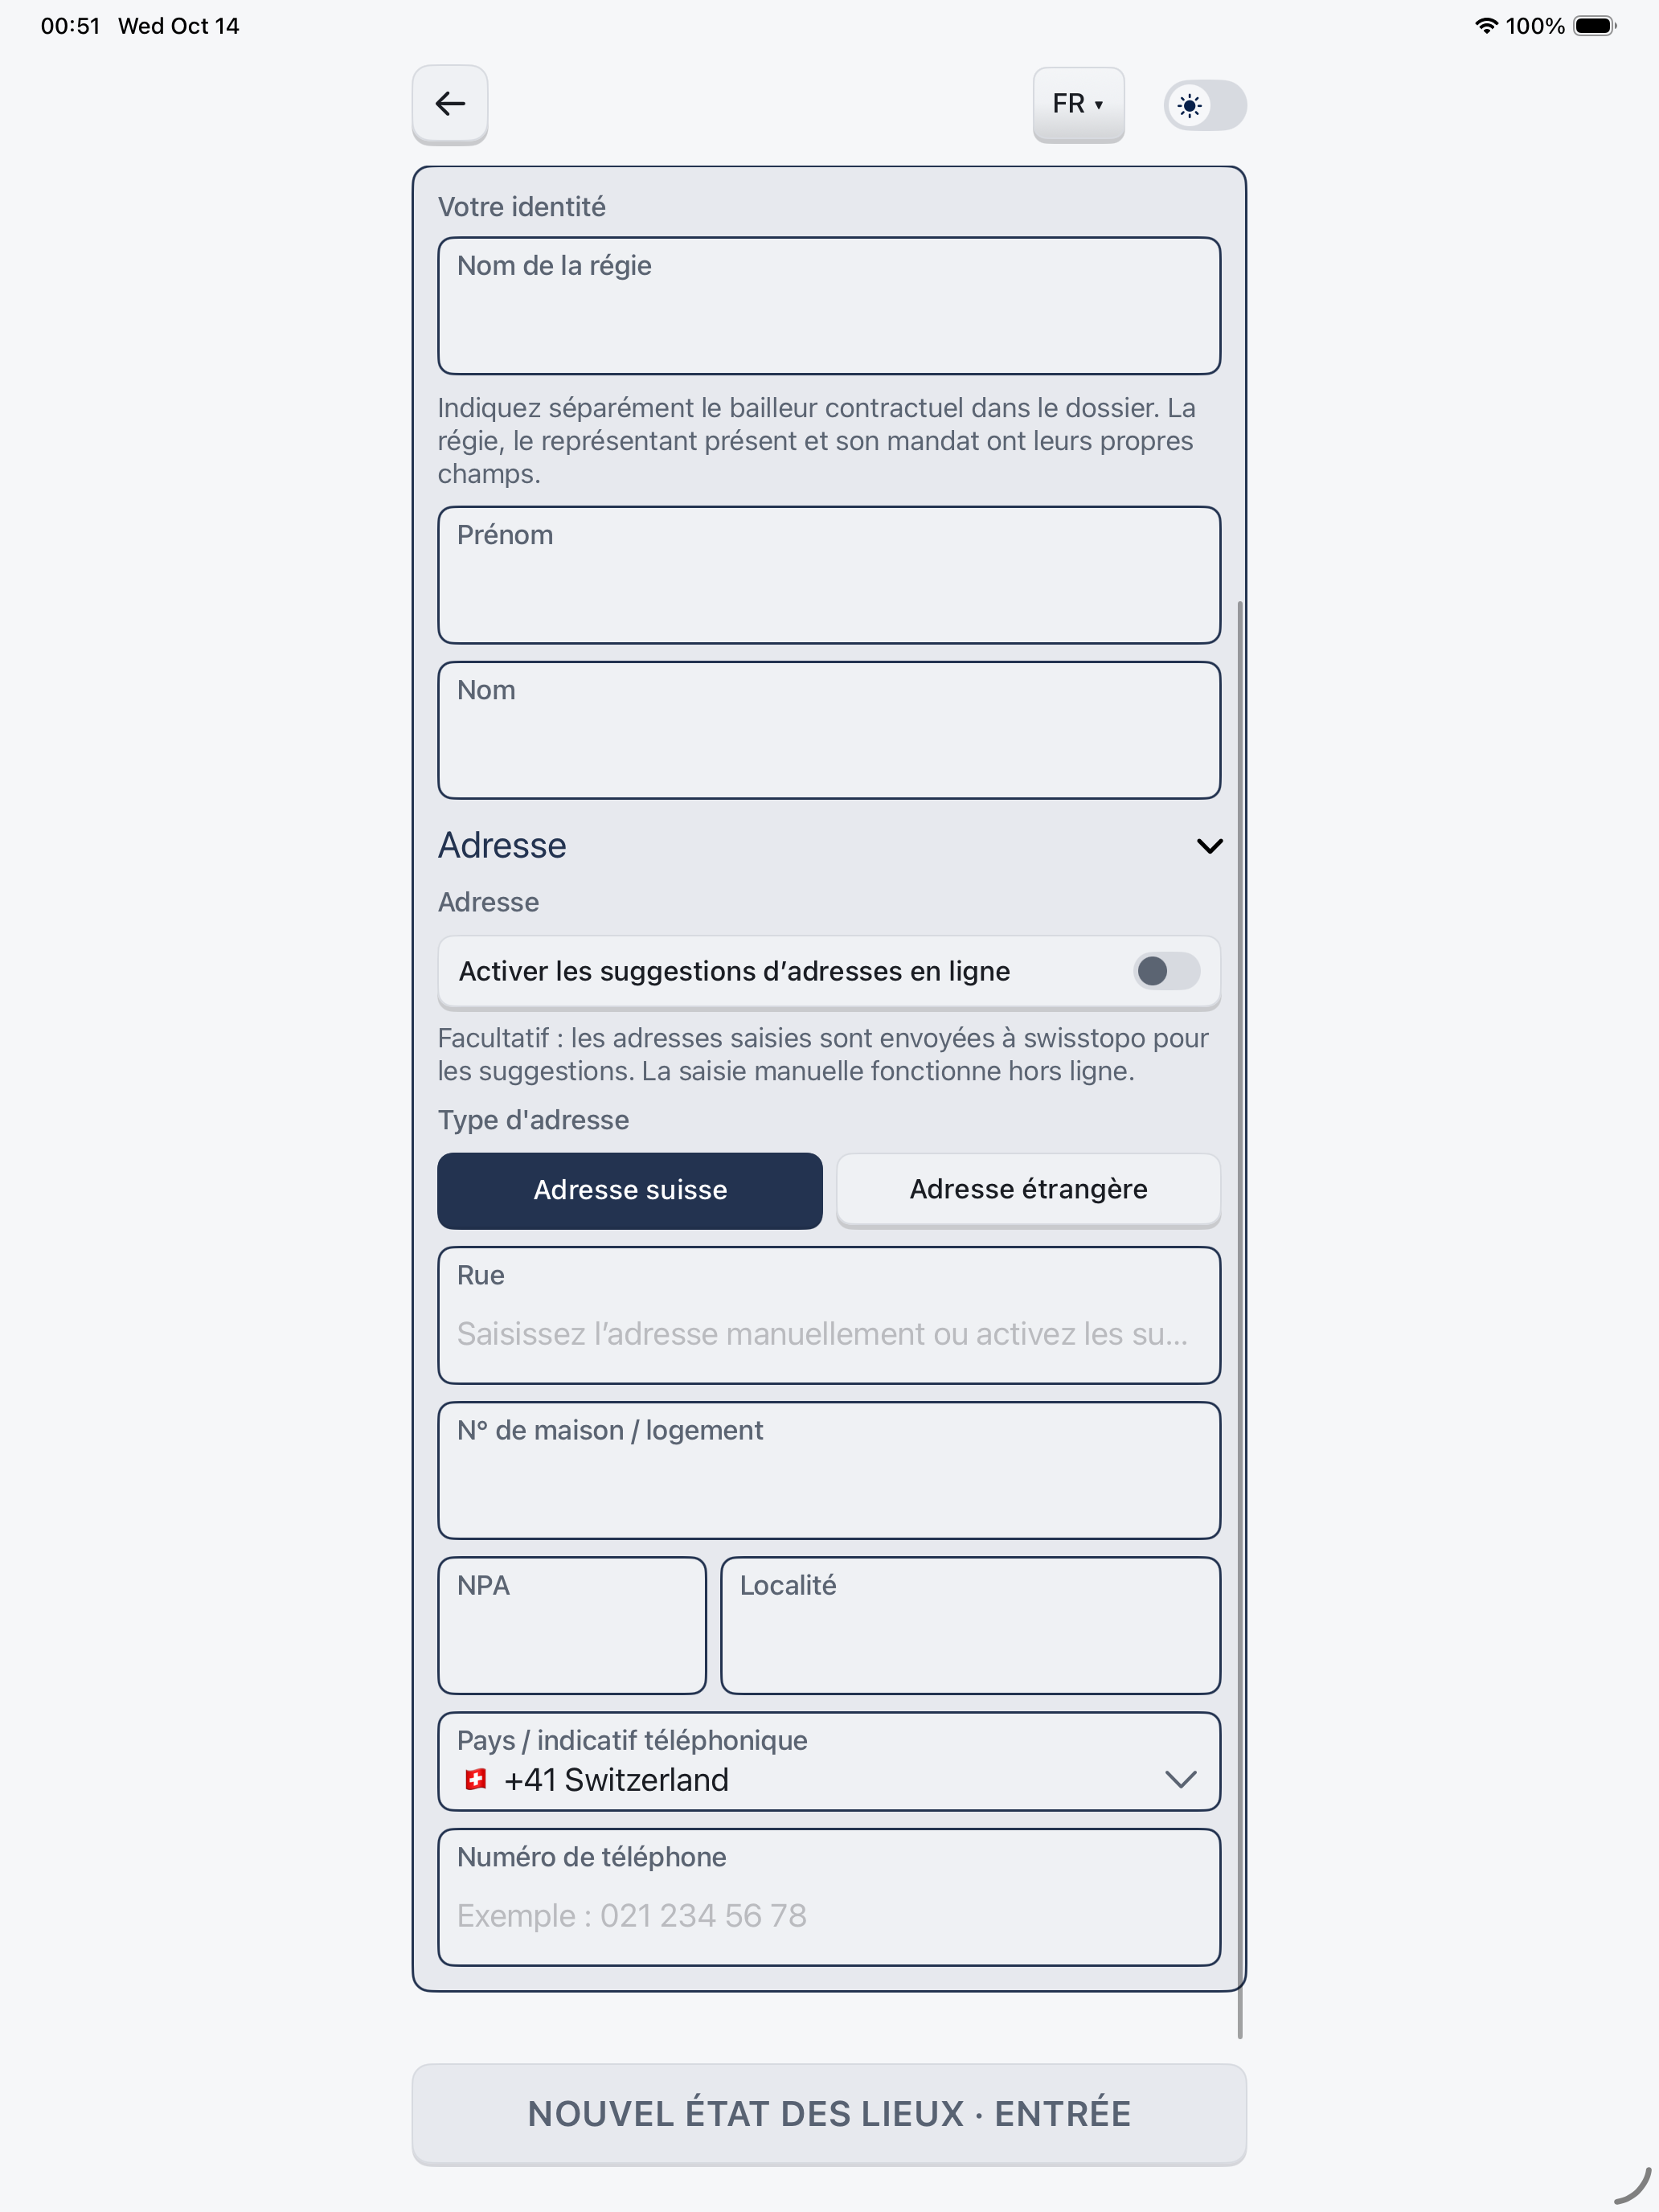 00:51 Wed Oct 14
100%
FR ▾
Votre identité
Nom de la régie
Indiquez séparément le bailleur contractuel dans le dossier. La
régie, le représentant présent et son mandat ont leurs propres
champs.
Prénom
Nom
Adresse
Adresse
Activer les suggestions d’adresses en ligne
Facultatif : les adresses saisies sont envoyées à swisstopo pour
les suggestions. La saisie manuelle fonctionne hors ligne.
Type d'adresse
Adresse suisse
Adresse étrangère
Rue
Saisissez l’adresse manuellement ou activez les su...
N° de maison / logement
NPA
Localité
Pays / indicatif téléphonique
+41 Switzerland
Numéro de téléphone
Exemple : 021 234 56 78
NOUVEL ÉTAT DES LIEUX · ENTRÉE